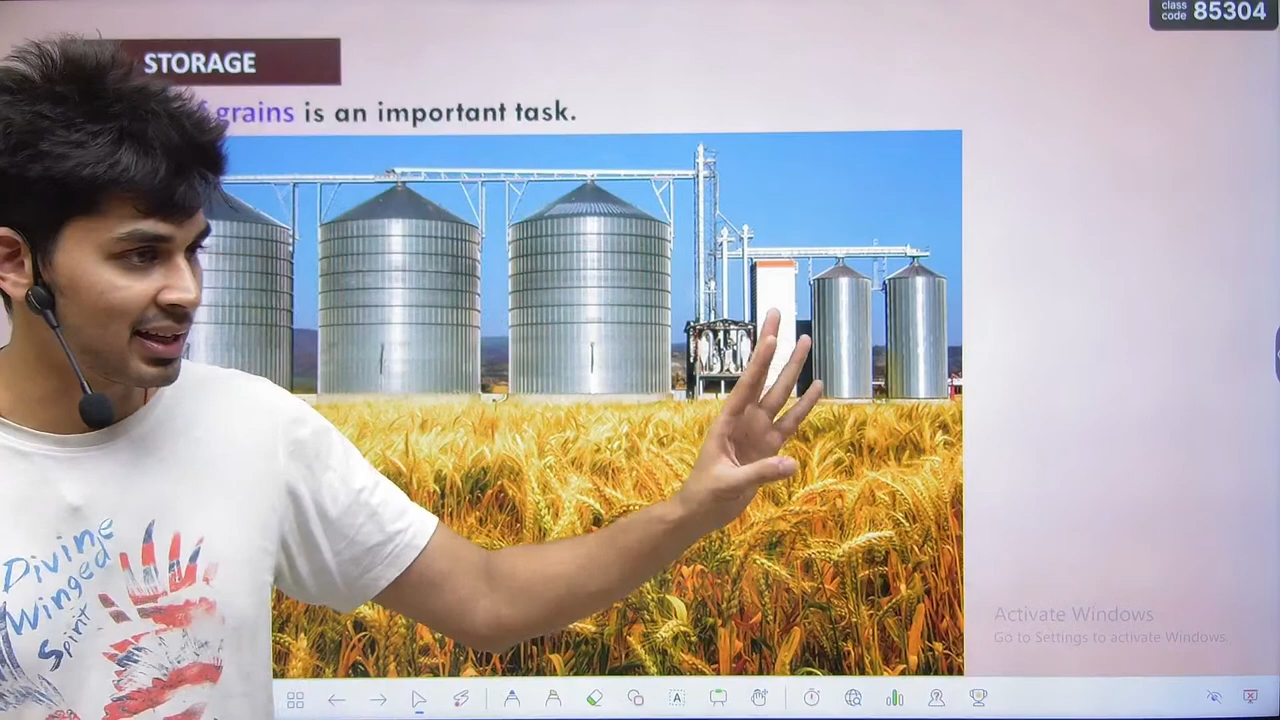 class
code 85304
STORAGE
grains is an important task.
Divine
Winged
Spirit
Activate Windows
Go to Settings to activate Windows.
A